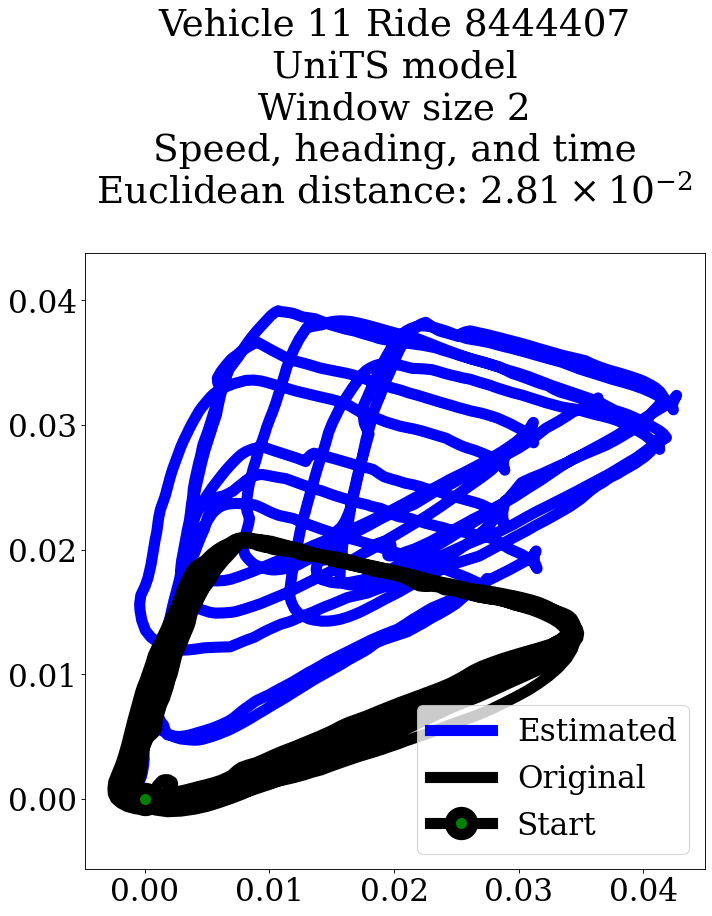 Vehicle 11 Ride 8444407
UniTS model
Window size 2
Speed, heading, and time
Euclidean distance: 2.81 × 10⁻²
0.04
0.03
0.02
0.01
0.00
Estimated
Original
Start
0.00 0.01 0.02 0.03 0.04